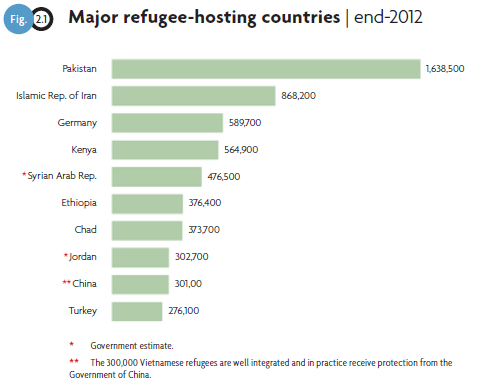 Fig. 2.1 Major refugee-hosting countries | end-2012
Pakistan 1,638,500
Islamic Rep. of Iran 868,200
Germany 589,700
Kenya 564,900
*Syrian Arab Rep. 476,500
Ethiopia 376,400
Chad 373,700
*Jordan 302,700
**China 301,00
Turkey 276,100
* Government estimate.
** The 300,000 Vietnamese refugees are well integrated and in practice receive protection from the
Government of China.